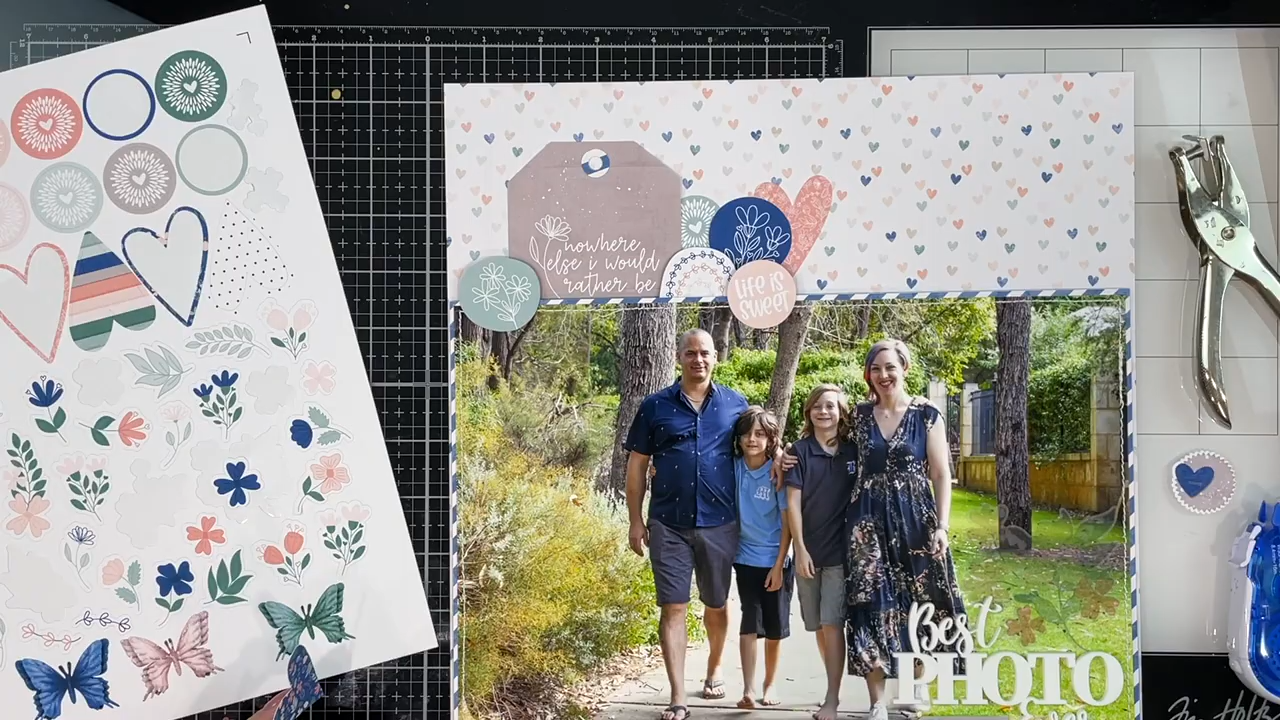 nowhere
else i would
rather be
life is
sweet
Best
PHOTO